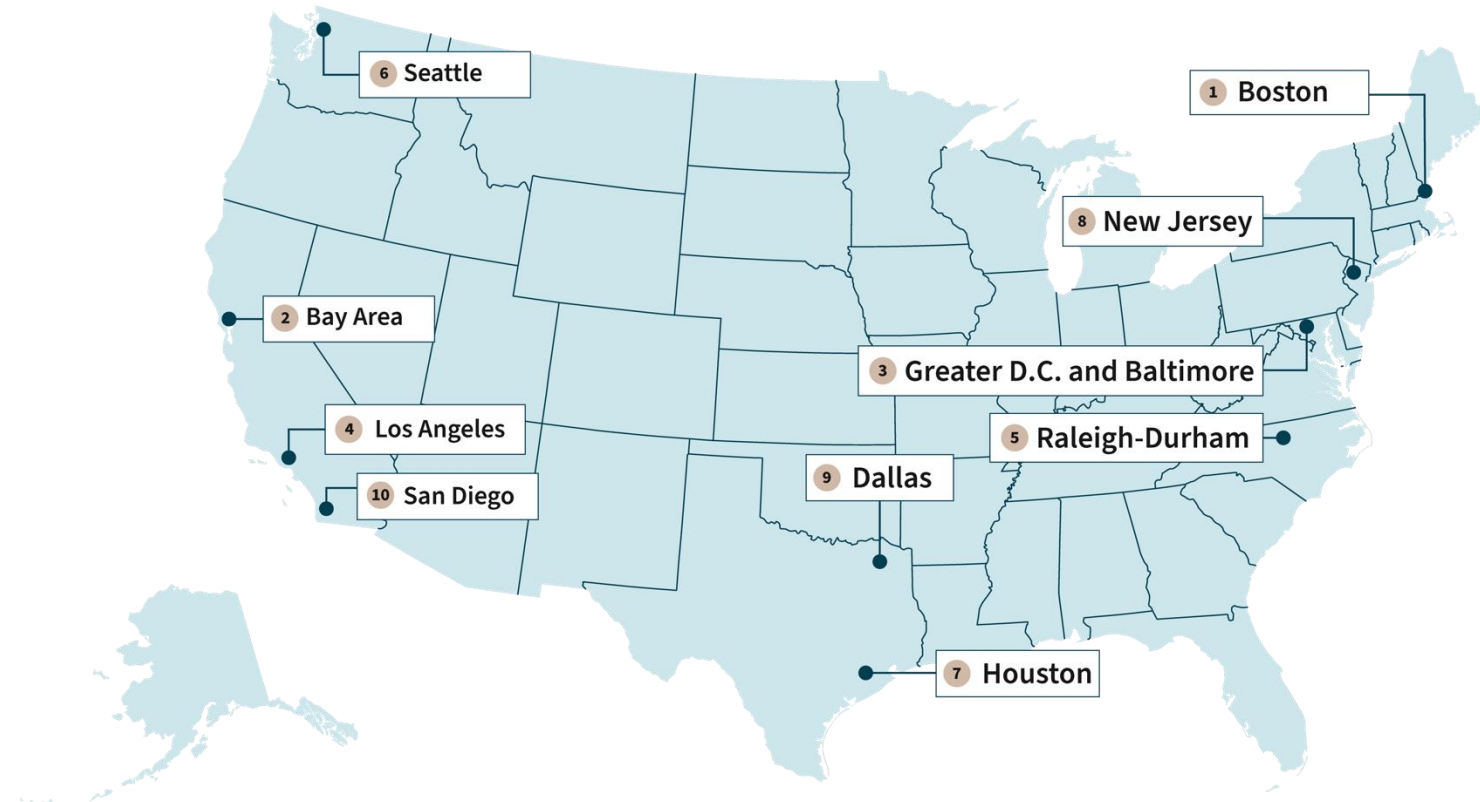 6 Seattle
1 Boston
8 New Jersey
2 Bay Area
3 Greater D.C. and Baltimore
4 Los Angeles
5 Raleigh-Durham
9 Dallas
10 San Diego
7 Houston